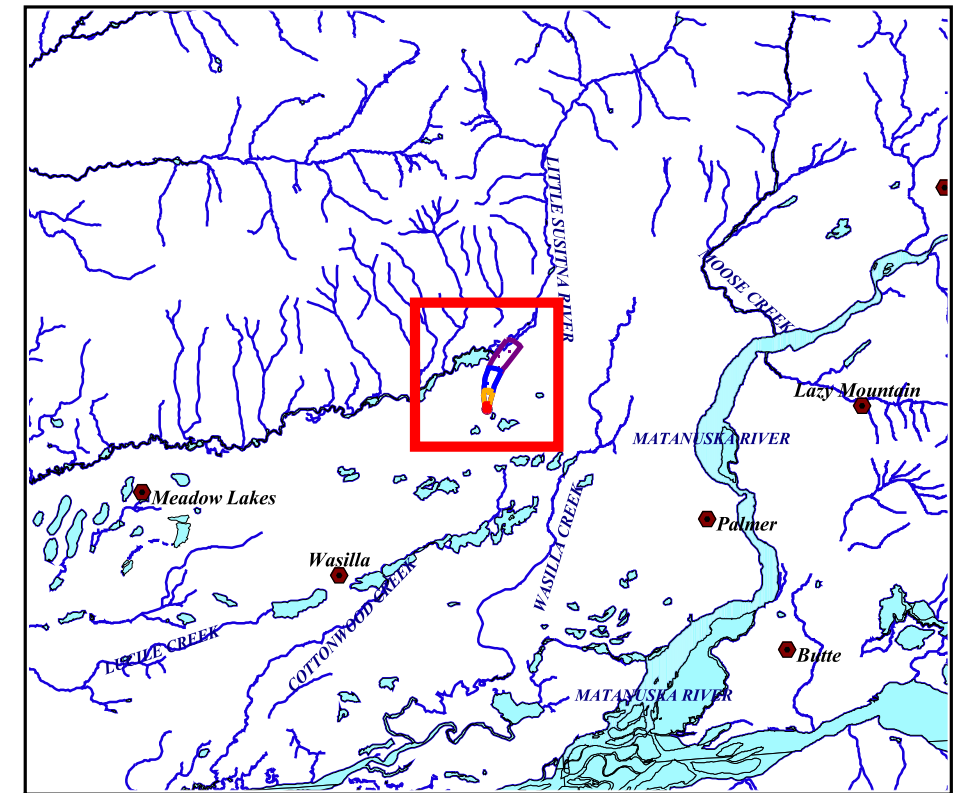 LITTLE SUSITNA RIVER
MOOSE CREEK
Lazy Mountain
MATANUSKA RIVER
Meadow Lakes
WASILLA CREEK
Palmer
Wasilla
COTTONWOOD CREEK
LUCILE CREEK
Butte
MATANUSKA RIVER